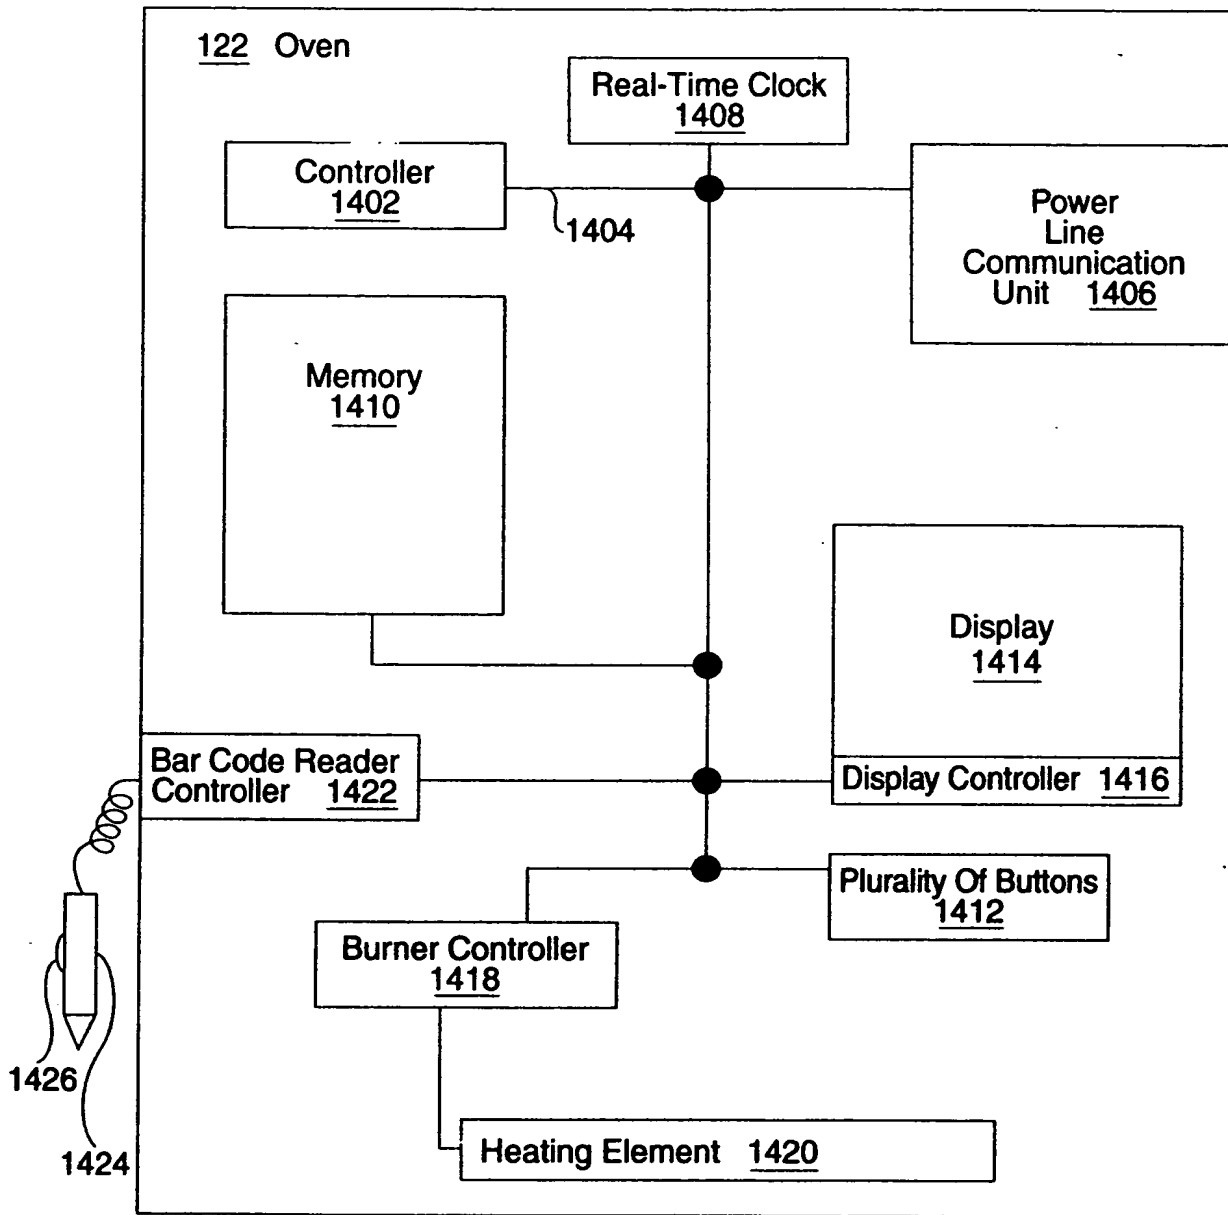 122 Oven
Real-Time Clock
1408
Controller
1402
1404
Power
Line
Communication
Unit 1406
Memory
1410
Display
1414
Display Controller 1416
Bar Code Reader
Controller 1422
Plurality Of Buttons
1412
Burner Controller
1418
1426
1424
Heating Element 1420